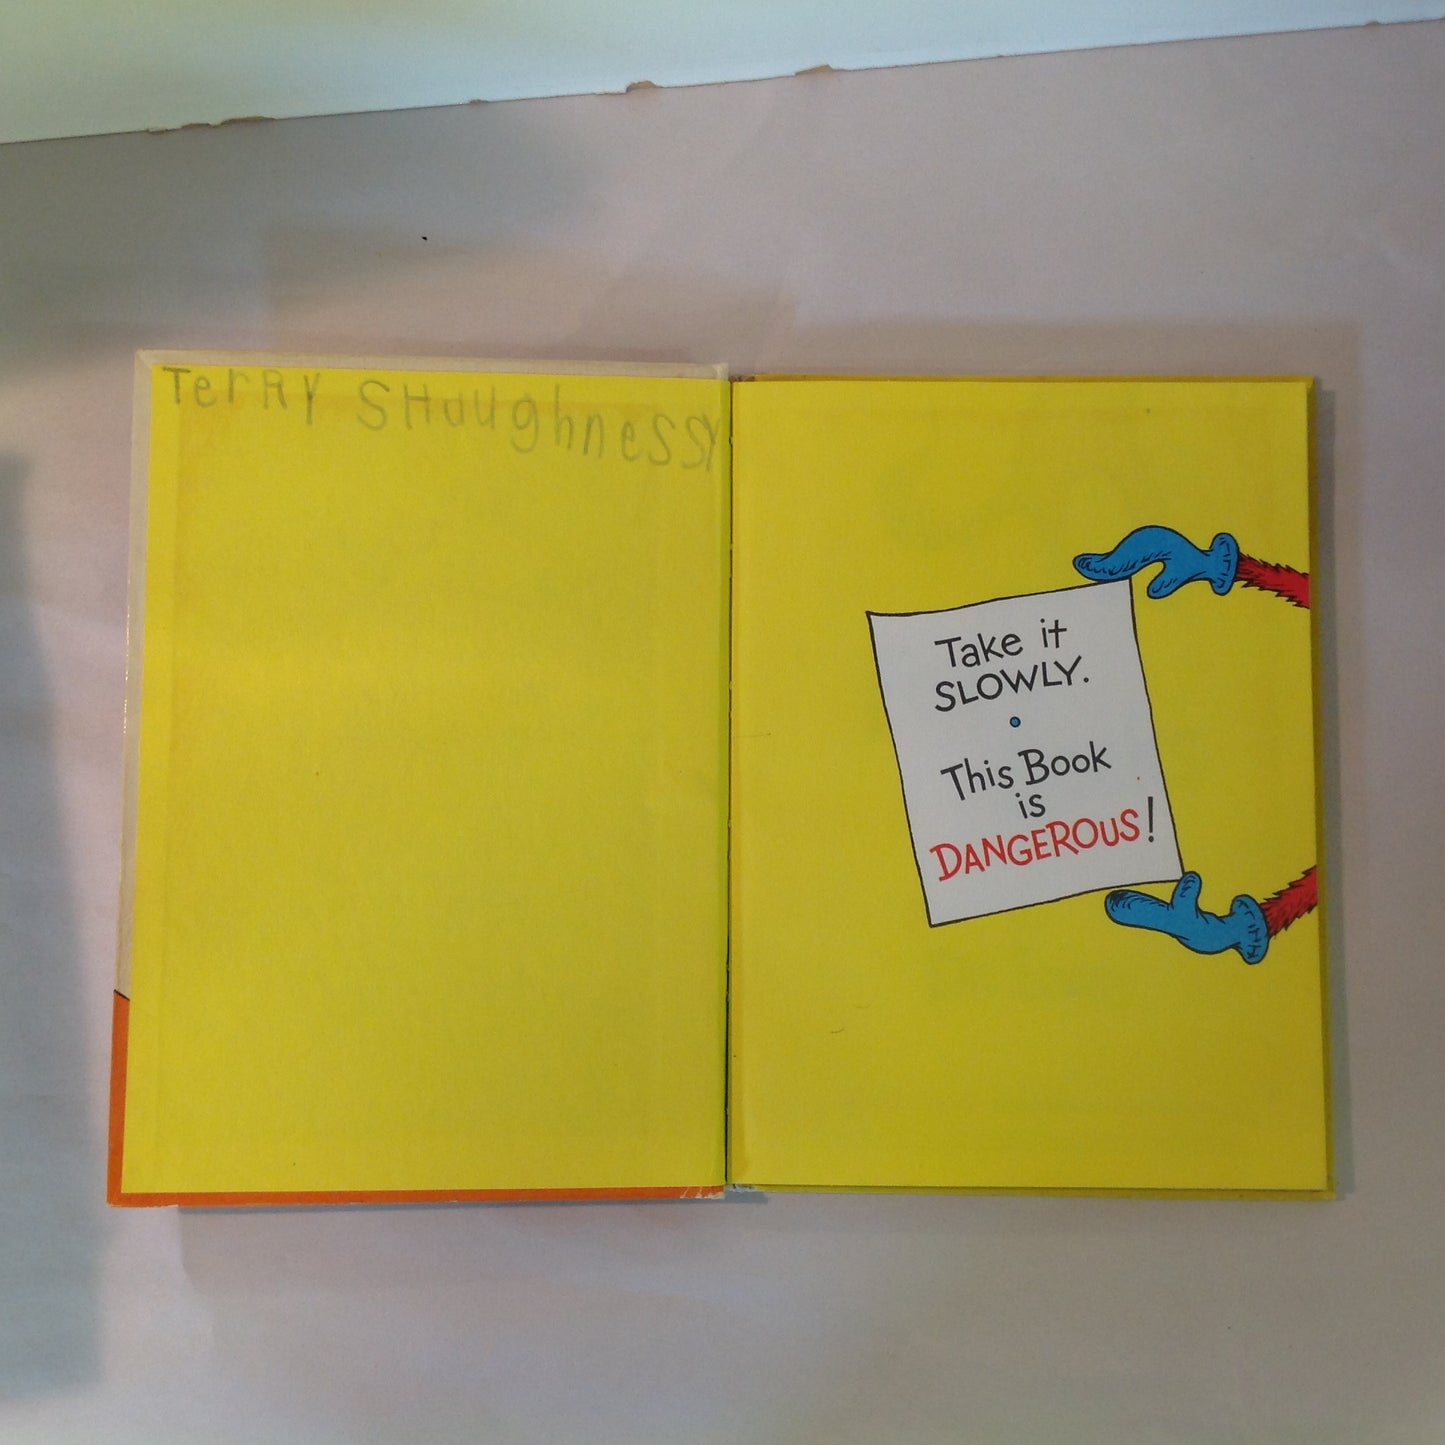 TerRY SHaughneSSY
Take it
SLOWLY.
This Book
is
DANGEROUS!